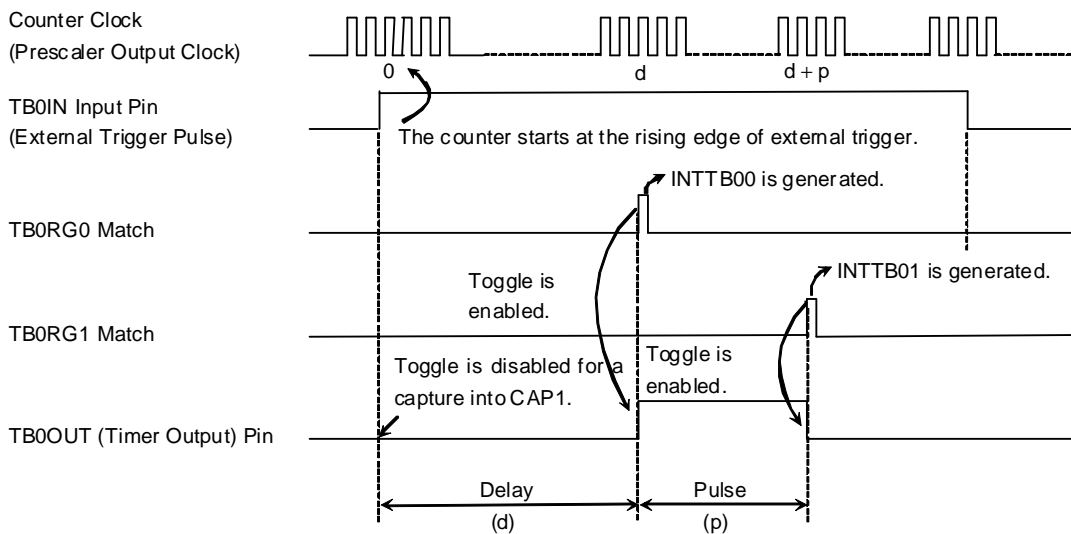 Counter Clock
(Prescaler Output Clock)
0
d
d + p
TB0IN Input Pin
(External Trigger Pulse)
The counter starts at the rising edge of external trigger.
INTTB00 is generated.
TB0RG0 Match
INTTB01 is generated.
Toggle is
enabled.
TB0RG1 Match
Toggle is disabled for a
capture into CAP1.
Toggle is
enabled.
TB0OUT (Timer Output) Pin
Delay
(d)
Pulse
(p)